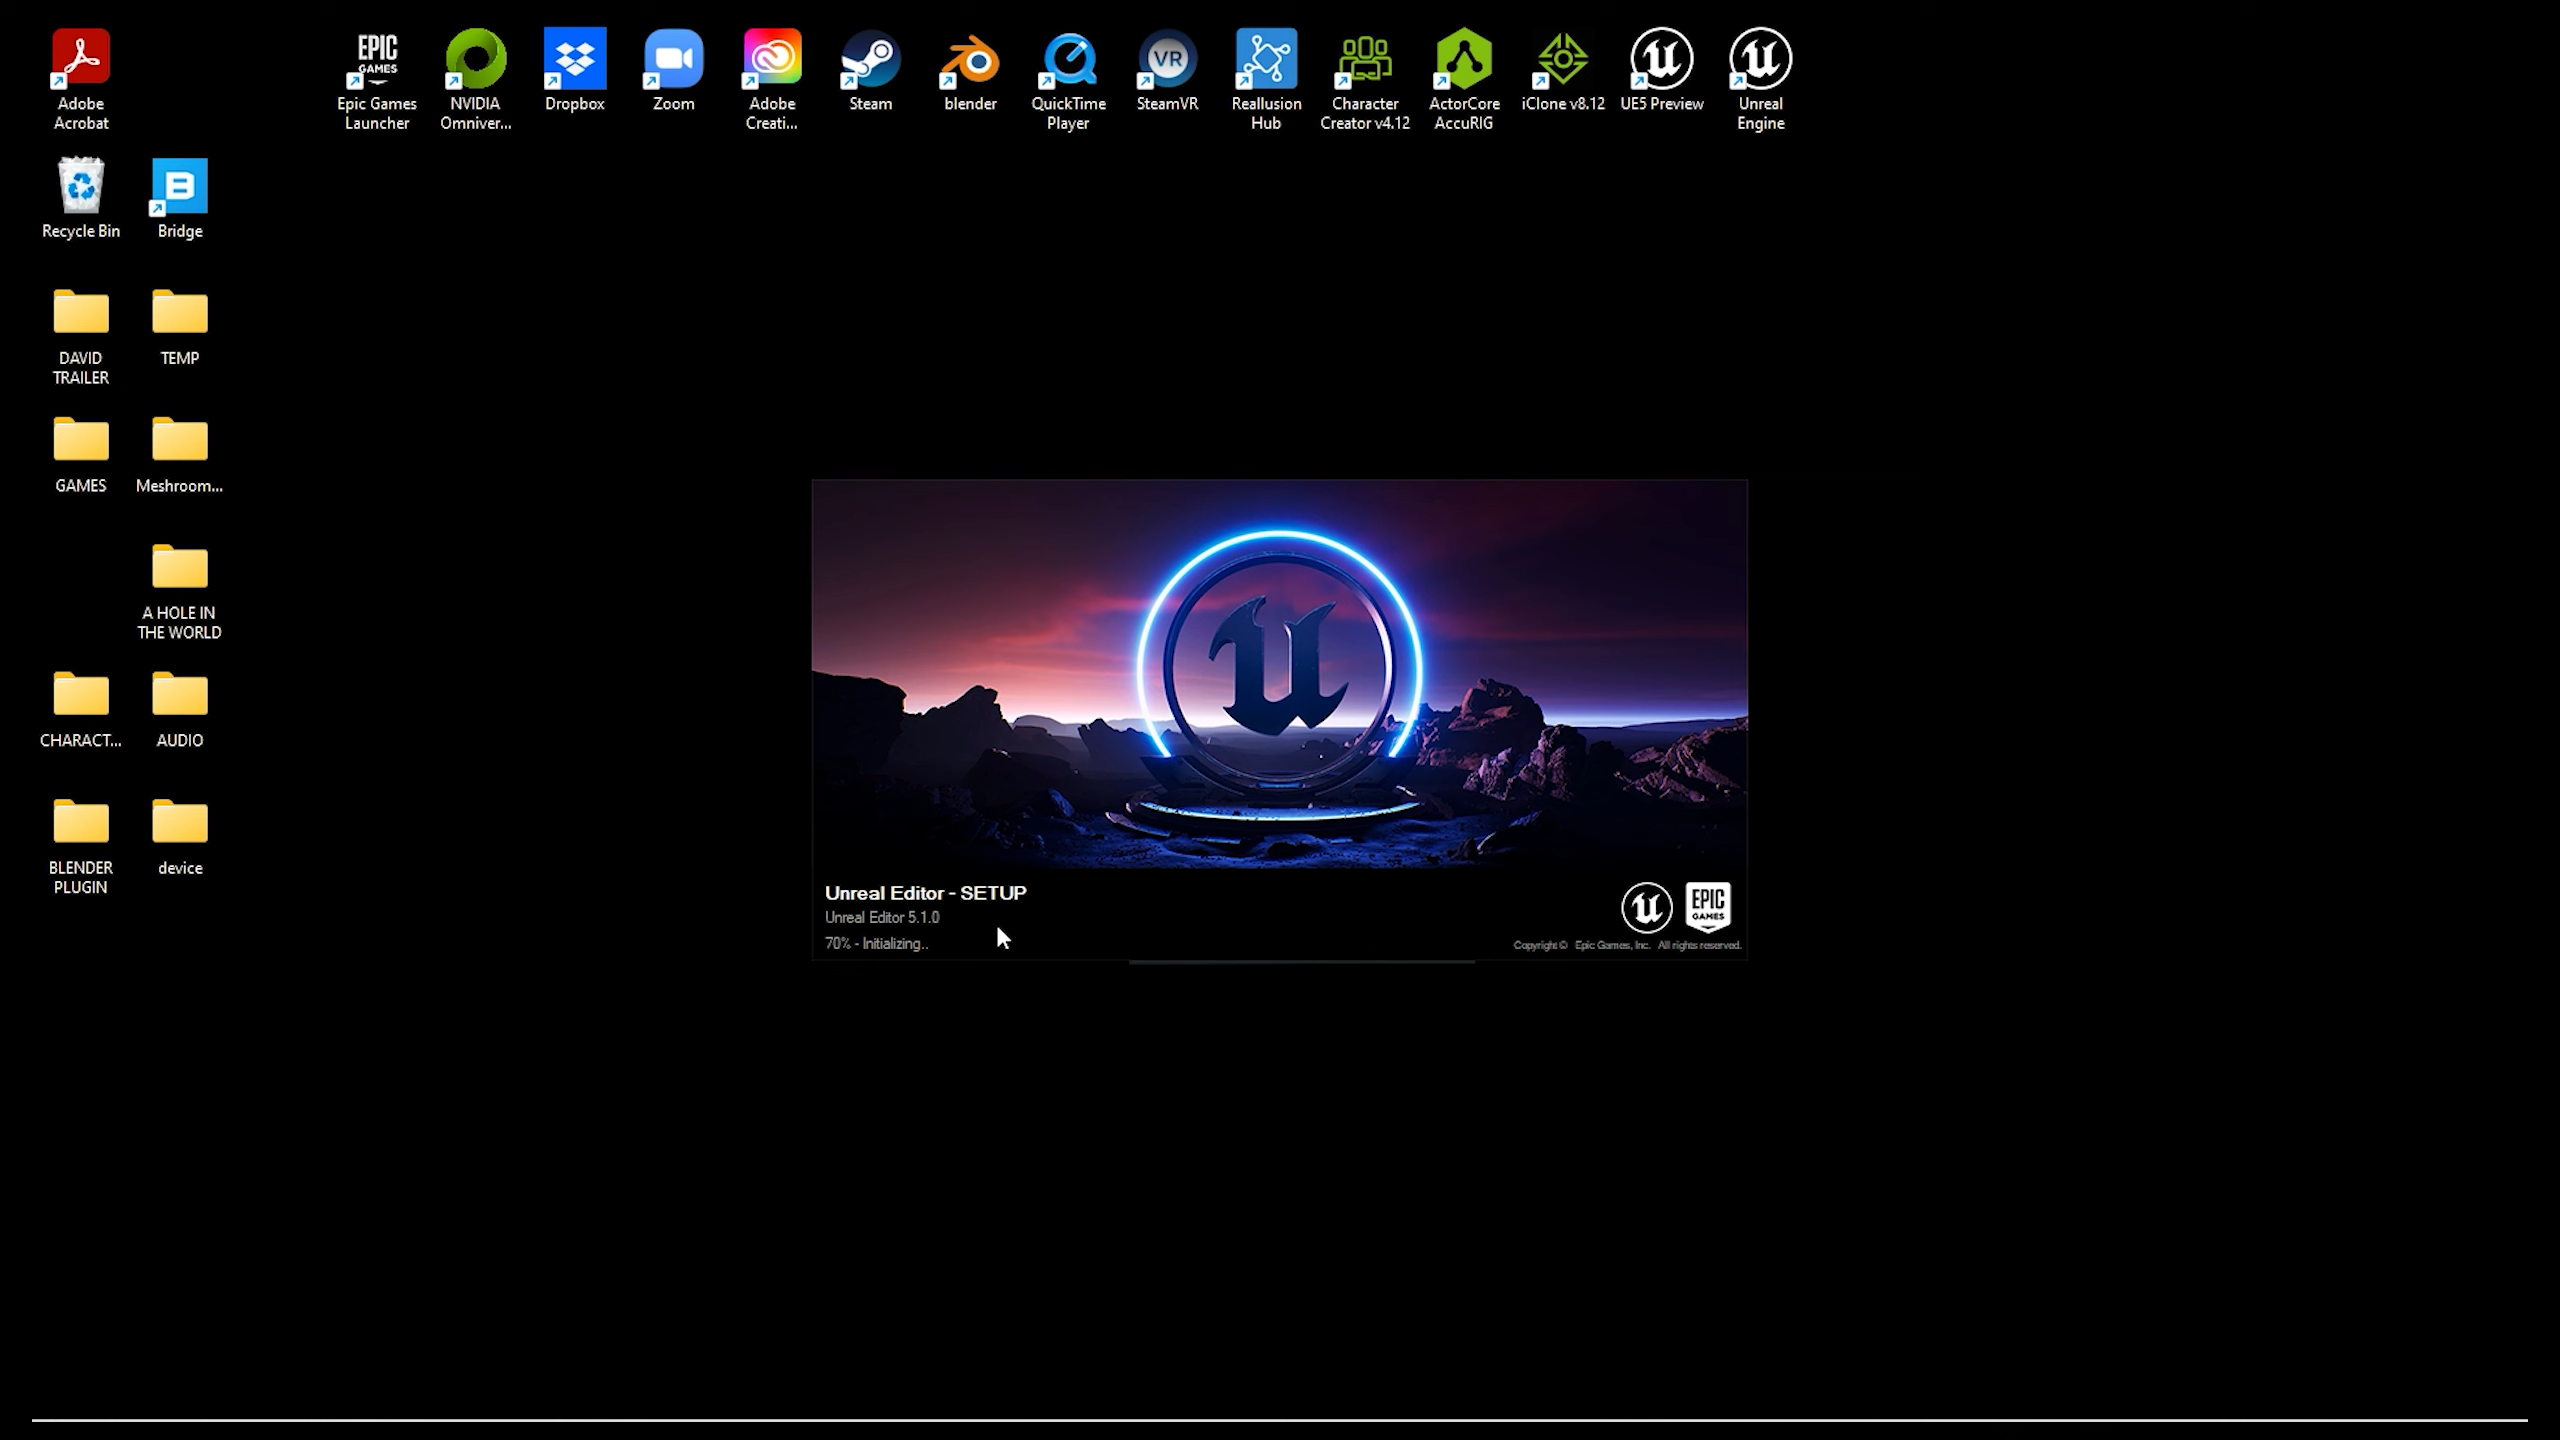 Adobe
Acrobat
EPIC
GAMES
Epic Games
Launcher
NVIDIA
Omniver...
Dropbox
Zoom
Adobe
Creati...
Steam
blender
QuickTime
Player
VR
SteamVR
Reallusion
Hub
Character
Creator v4.12
ActorCore
AccuRIG
iClone v8.12
UE5 Preview
Unreal
Engine
Recycle Bin
Bridge
DAVID
TRAILER
TEMP
GAMES
Meshroom...
A HOLE IN
THE WORLD
CHARACT...
AUDIO
BLENDER
PLUGIN
device
Unreal Editor - SETUP
Unreal Editor 5.1.0
70% - Initializing..
EPIC
GAMES
Copyright © Epic Games, Inc. All rights reserved.